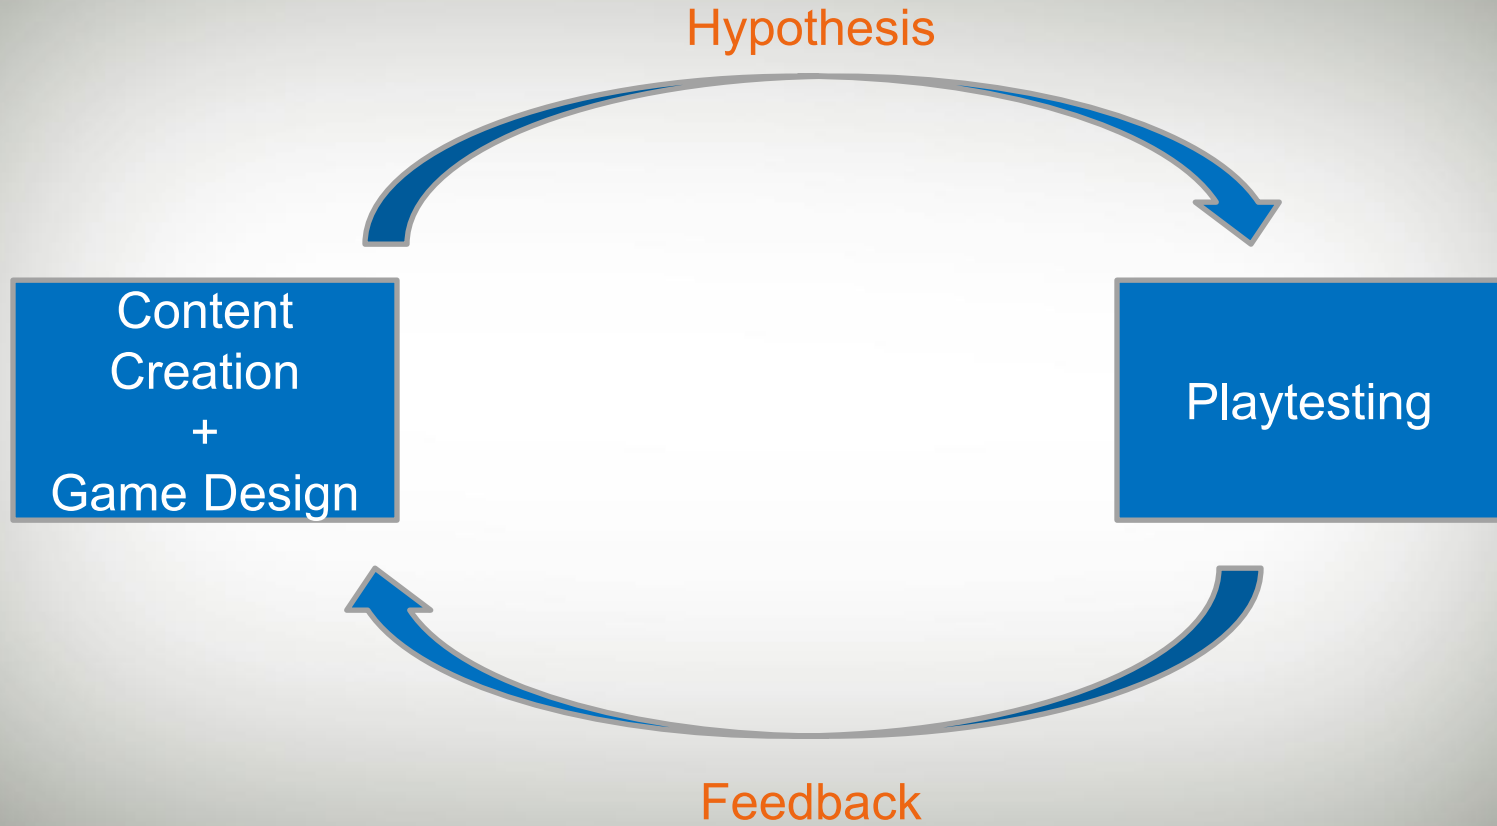 Hypothesis
Content
Creation
+
Game Design
Playtesting
Feedback